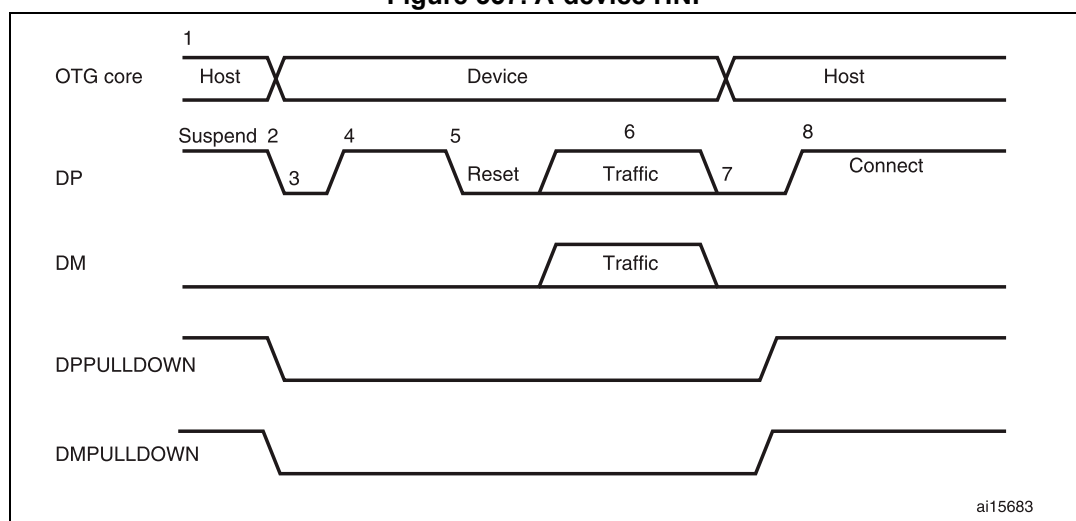 Figure 387. A-device HNP
1
OTG core Host Device Host
Suspend 2 4 5 6 8
DP 3 Reset Traffic 7 Connect
DM Traffic
DPPULLDOWN
DMPULLDOWN
ai15683